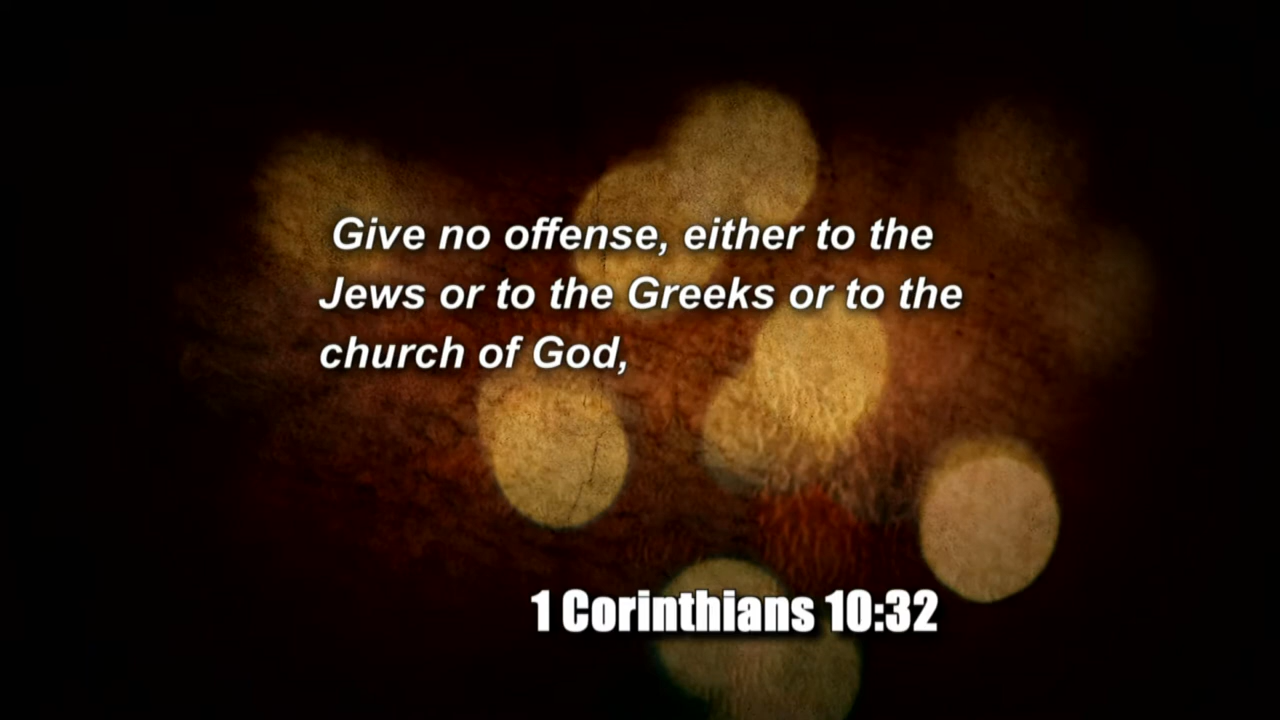 Give no offense, either to the
Jews or to the Greeks or to the
church of God,
1 Corinthians 10:32